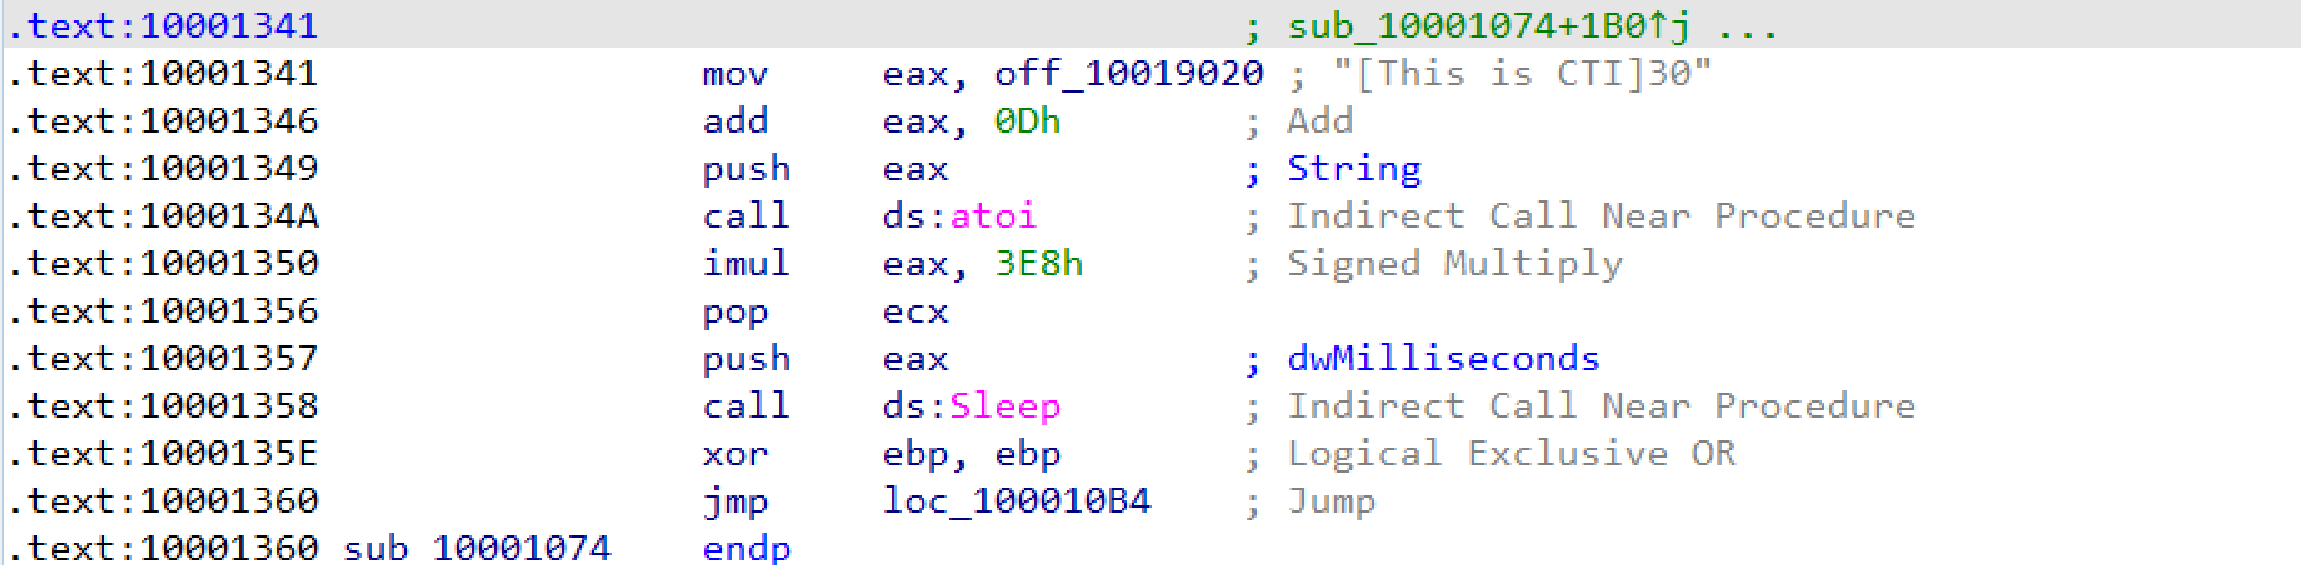 .text:10001341 ; sub_10001074+1B0↑j ...
.text:10001341 mov eax, off_10019020 ; "[This is CTI]30"
.text:10001346 add eax, 0Dh ; Add
.text:10001349 push eax ; String
.text:1000134A call ds:atoi ; Indirect Call Near Procedure
.text:10001350 imul eax, 3E8h ; Signed Multiply
.text:10001356 pop ecx
.text:10001357 push eax ; dwMilliseconds
.text:10001358 call ds:Sleep ; Indirect Call Near Procedure
.text:1000135E xor ebp, ebp ; Logical Exclusive OR
.text:10001360 jmp loc_100010B4 ; Jump
.text:10001360 sub 10001074 endp